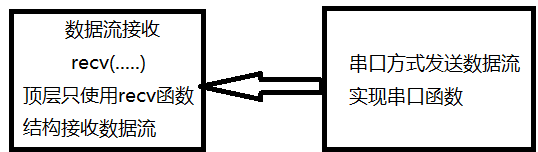 数据流接收
recv(.....)
顶层只使用recv函数
结构接收数据流
串口方式发送数据流
实现串口函数